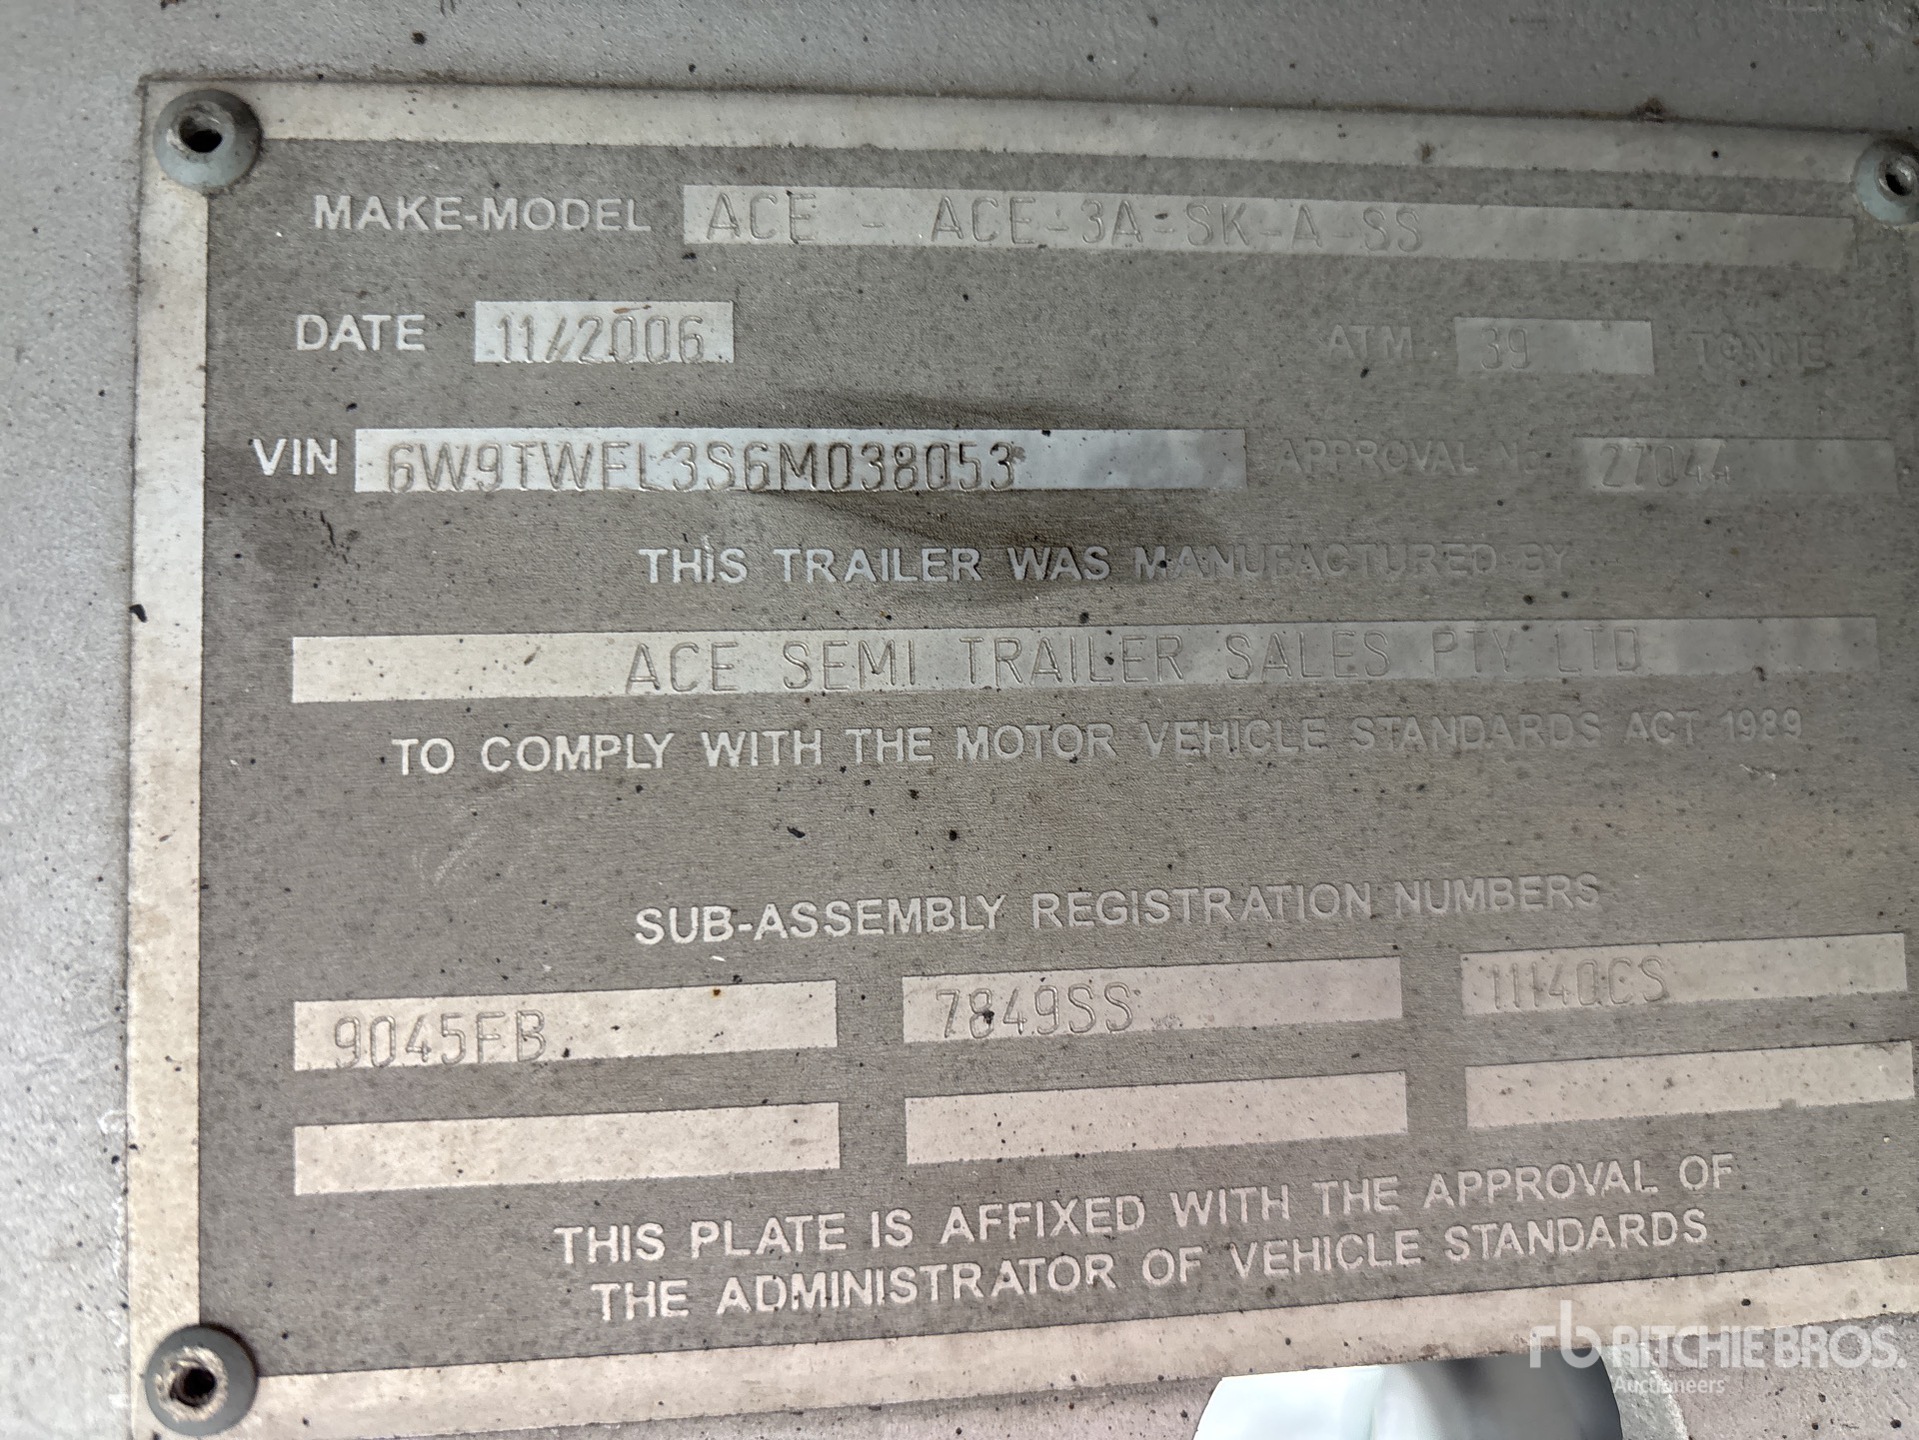 MAKE-MODEL ACE - ACE-3A-SK-A-SS
DATE 11/2006 ATM 39 TONNE
VIN 6W9TWFL3S6M038053 APPROVAL No 27044
THIS TRAILER WAS MANUFACTURED BY
ACE SEMI TRAILER SALES PTY LTD
TO COMPLY WITH THE MOTOR VEHICLE STANDARDS ACT 1989
SUB-ASSEMBLY REGISTRATION NUMBERS
9045FB 7849SS 11140CS
THIS PLATE IS AFFIXED WITH THE APPROVAL OF
THE ADMINISTRATOR OF VEHICLE STANDARDS
rb RITCHIE BROS.
Auctioneers